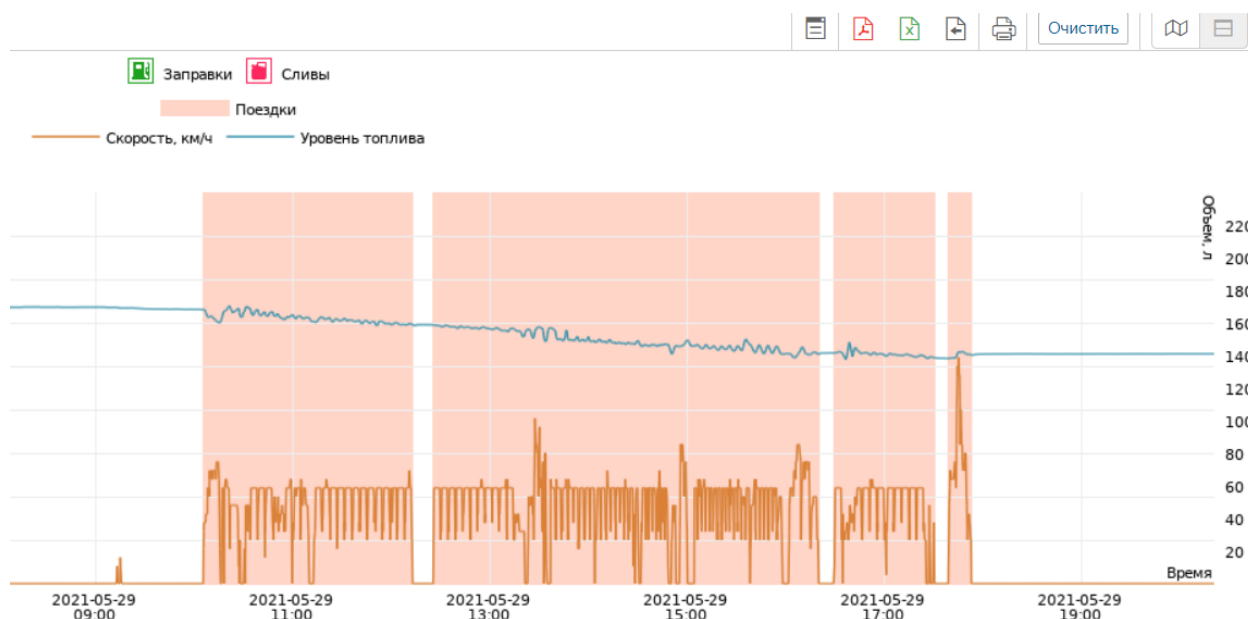 Очистить
Заправки Сливы
Поездки
Скорость, км/ч Уровень топлива
Объем, л
220
200
180
160
140
120
100
80
60
40
20
Время
2021-05-29 2021-05-29 2021-05-29 2021-05-29 2021-05-29 2021-05-29
09:00 11:00 13:00 15:00 17:00 19:00